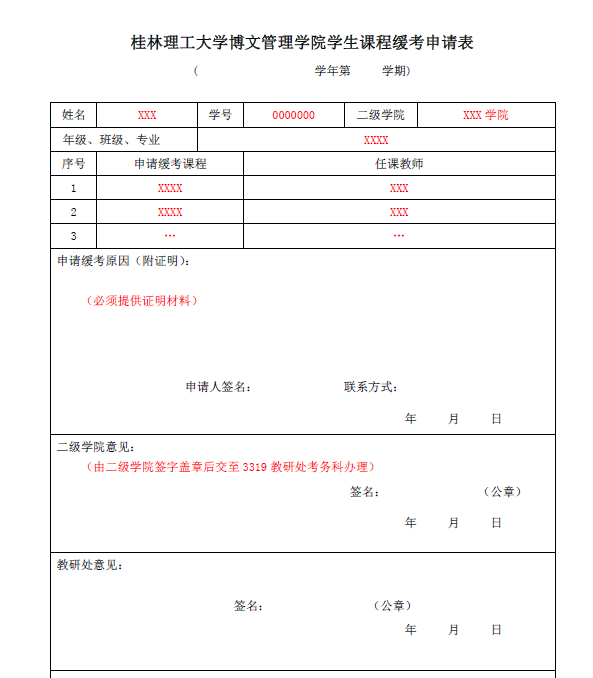 桂林理工大学博文管理学院学生课程缓考申请表
( 学年第 学期)
姓名 XXX 学号 0000000 二级学院 XXX 学院
年级、班级、专业 XXXX
序号 申请缓考课程 任课教师
1 XXXX XXX
2 XXXX XXX
3 … …
申请缓考原因(附证明):
(必须提供证明材料)
申请人签名: 联系方式:
年 月 日
二级学院意见:
(由二级学院签字盖章后交至 3319 教研处考务科办理)
签名: (公章)
年 月 日
教研处意见:
签名: (公章)
年 月 日